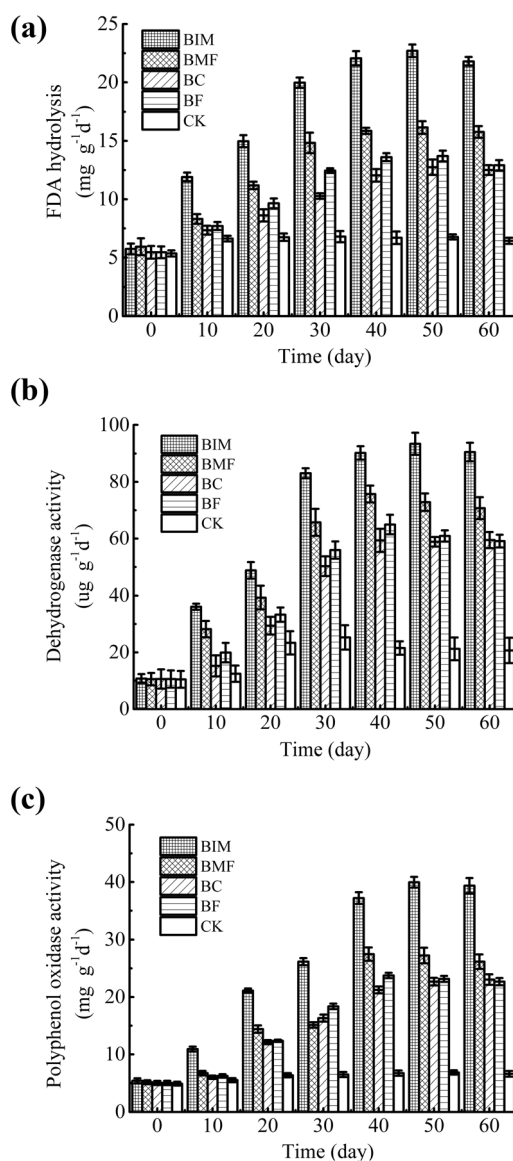 (a)
BIM
BMF
BC
BF
CK
FDA hydrolysis
(mg g⁻¹d⁻¹)
25
20
15
10
5
0
0 10 20 30 40 50 60
Time (day)
(b)
BIM
BMF
BC
BF
CK
Dehydrogenase activity
(ug g⁻¹d⁻¹)
100
80
60
40
20
0
0 10 20 30 40 50 60
Time (day)
(c)
BIM
BMF
BC
BF
CK
Polyphenol oxidase activity
(mg g⁻¹d⁻¹)
50
40
30
20
10
0
0 10 20 30 40 50 60
Time (day)